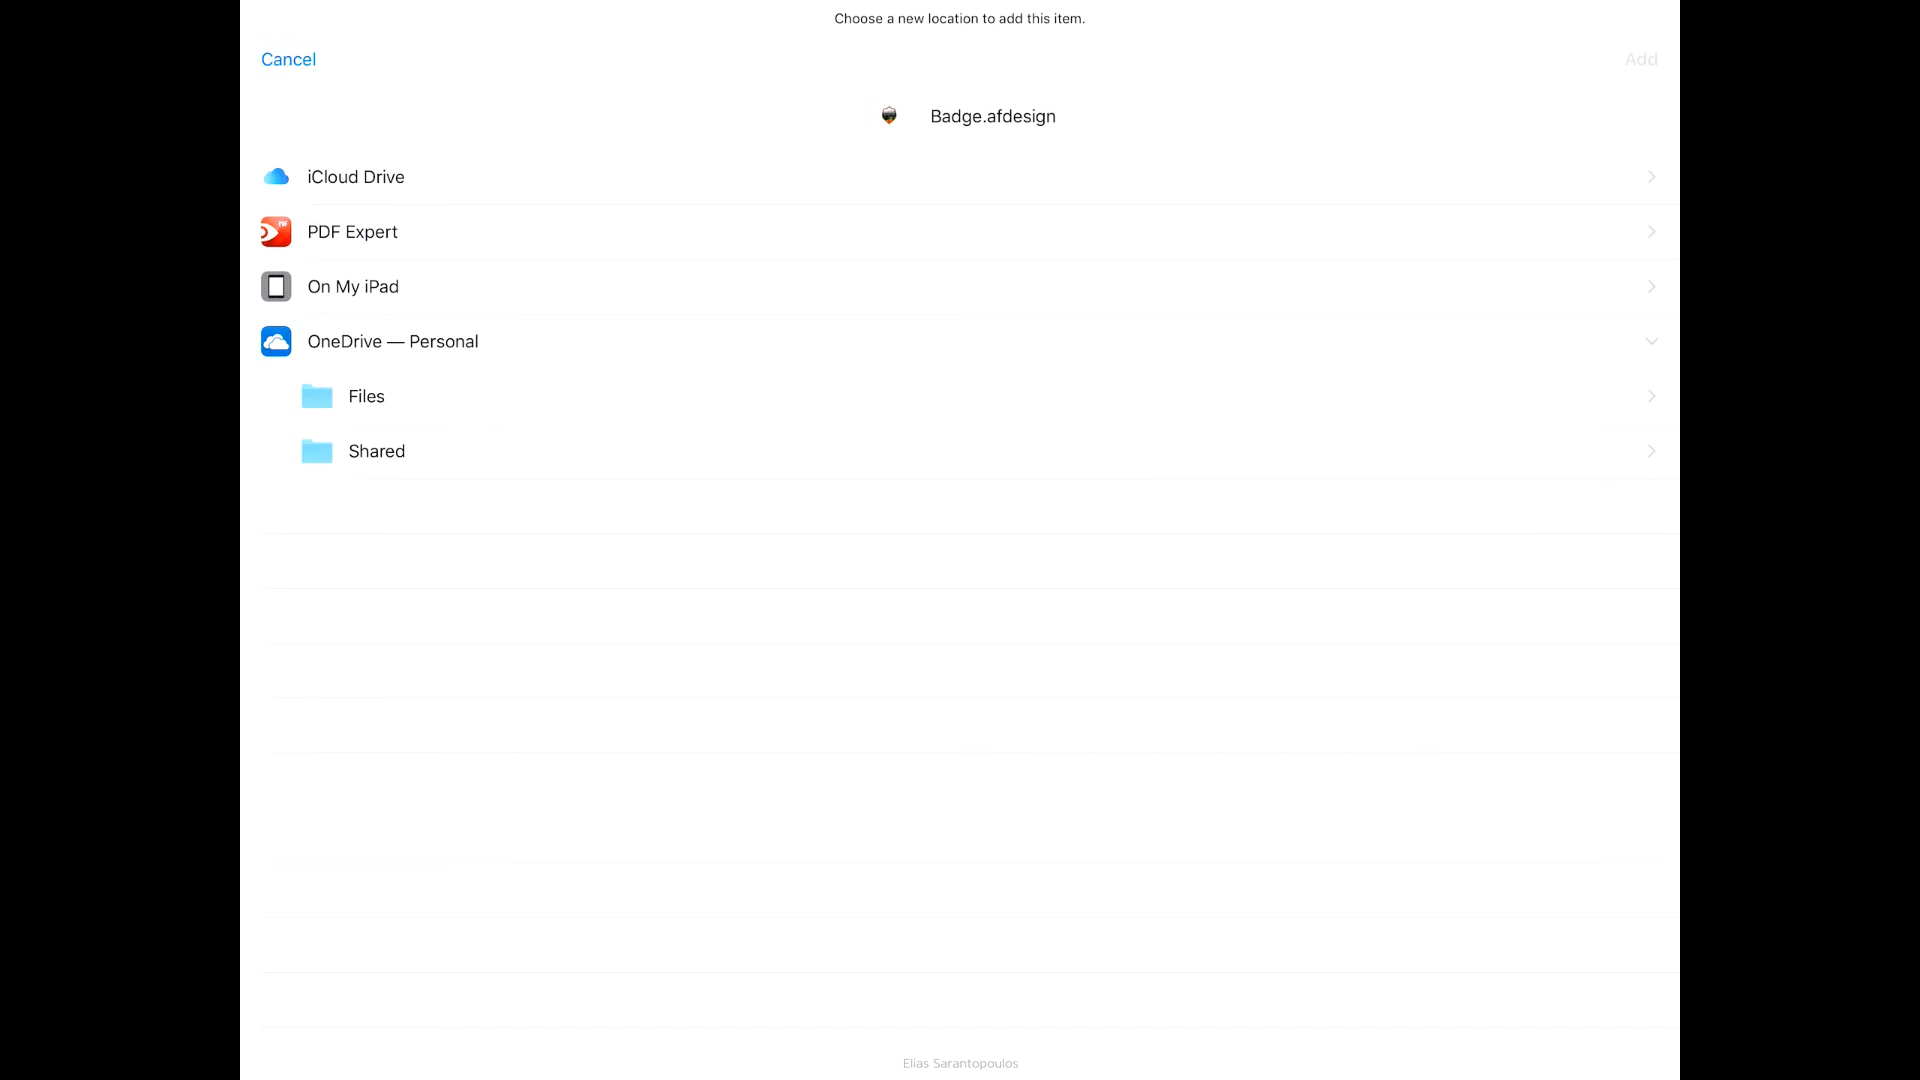 Choose a new location to add this item.
Cancel
Add
Badge.afdesign
iCloud Drive
PDF
PDF Expert
On My iPad
OneDrive — Personal
Files
Shared
Elias Sarantopoulos